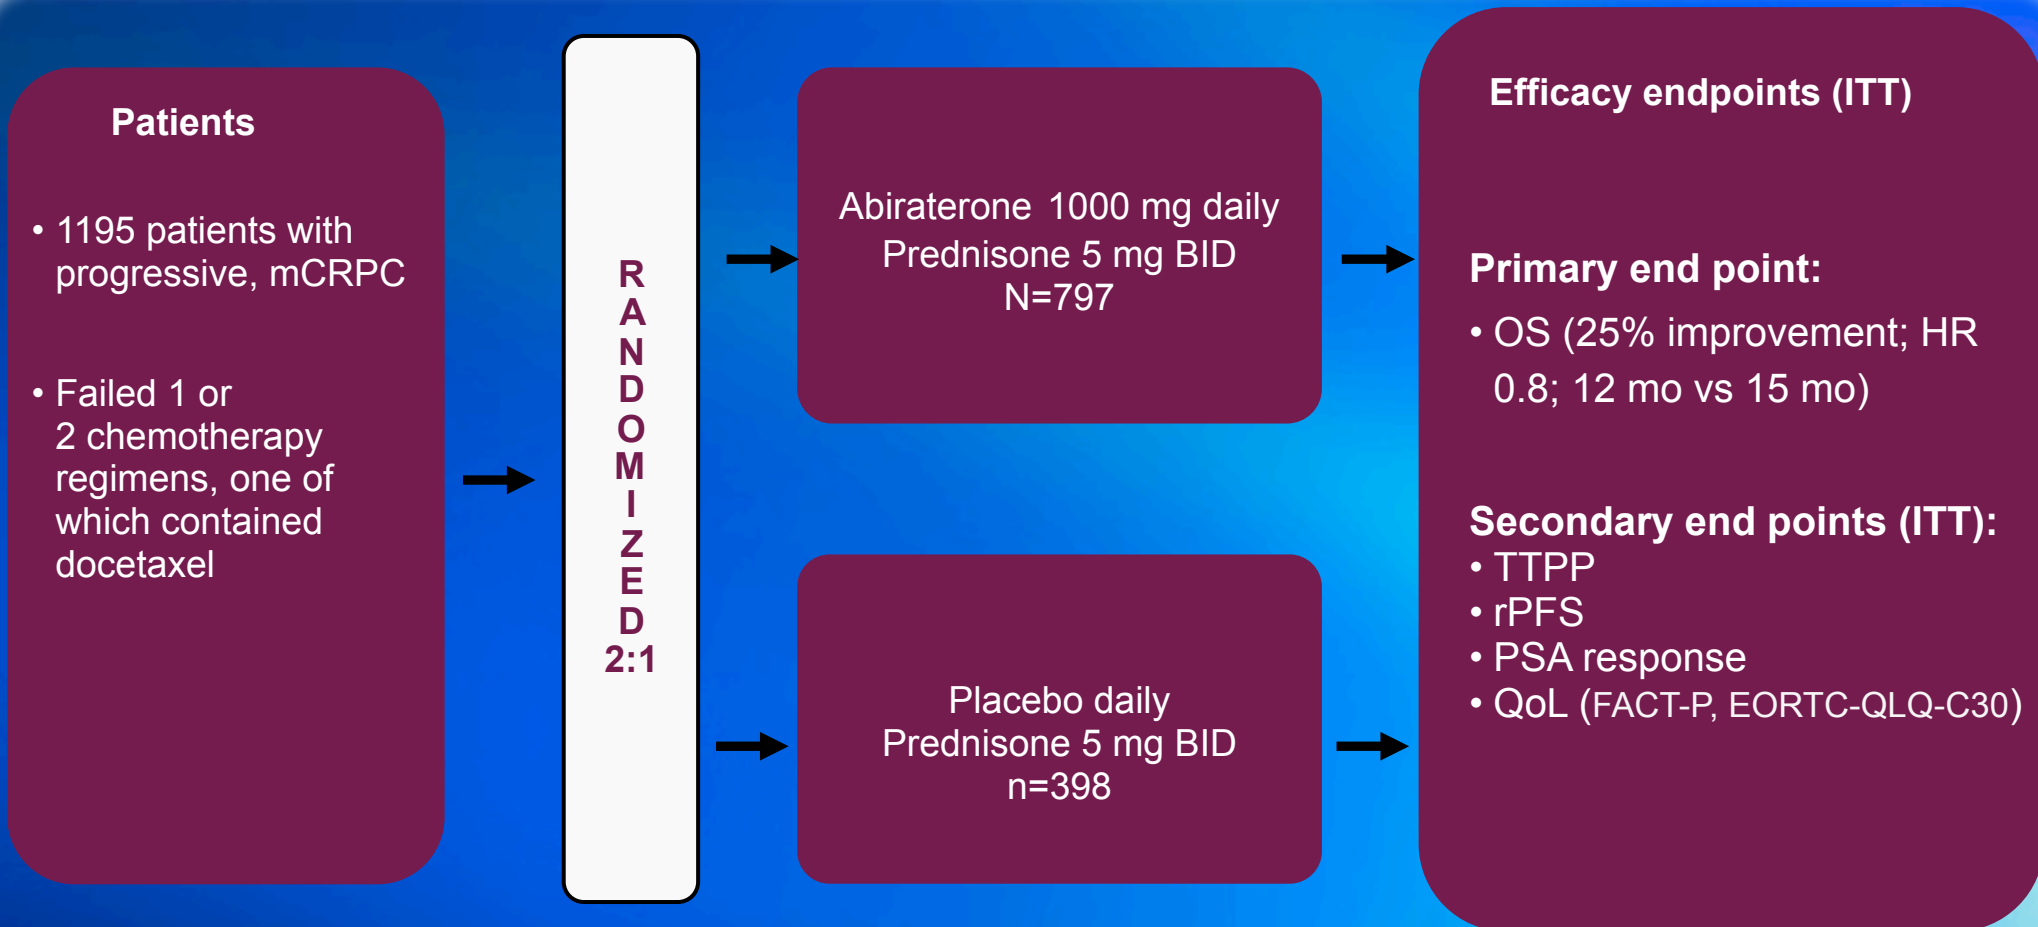 Patients
• 1195 patients with
progressive, mCRPC
• Failed 1 or
2 chemotherapy
regimens, one of
which contained
docetaxel
R
A
N
D
O
M
I
Z
E
D
2:1
Abiraterone 1000 mg daily
Prednisone 5 mg BID
N=797
Placebo daily
Prednisone 5 mg BID
n=398
Efficacy endpoints (ITT)
Primary end point:
• OS (25% improvement; HR
0.8; 12 mo vs 15 mo)
Secondary end points (ITT):
• TTPP
• rPFS
• PSA response
• QoL (FACT-P, EORTC-QLQ-C30)